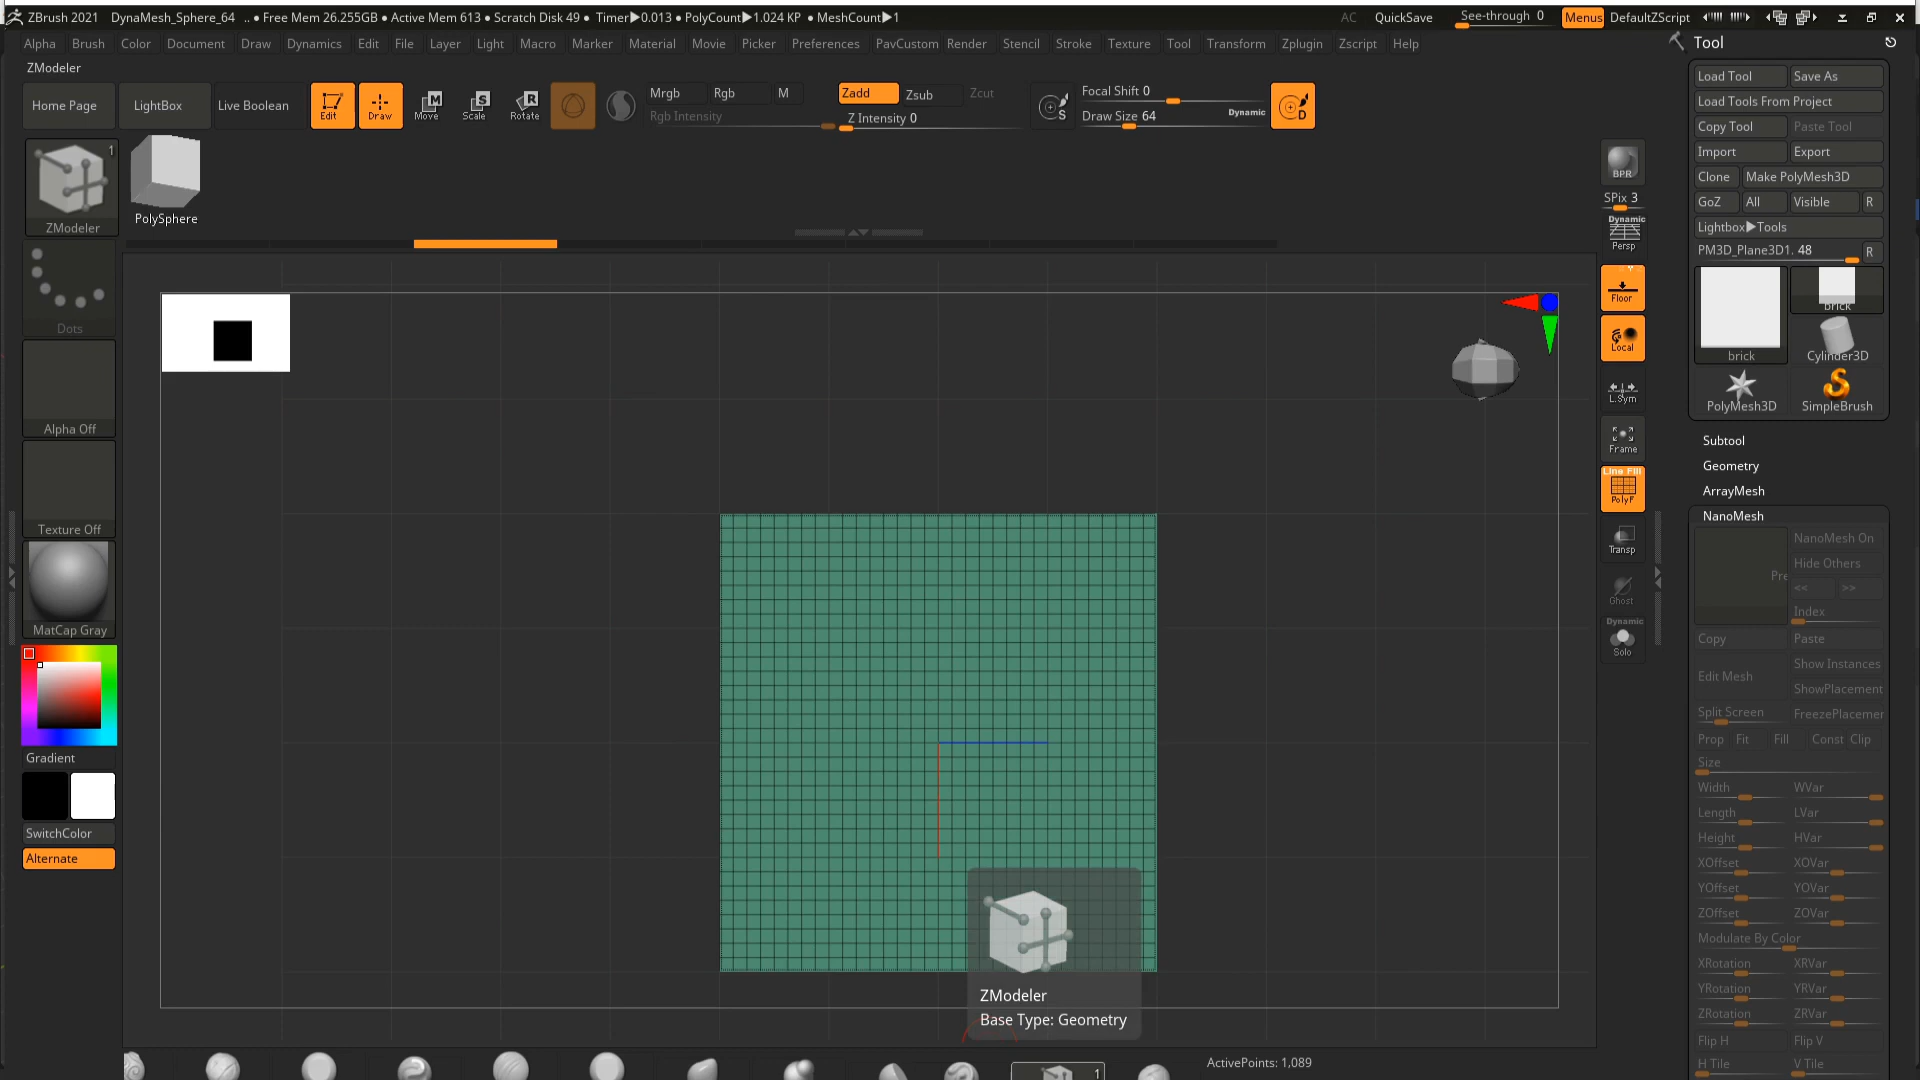 ZBrush 2021 DynaMesh_Sphere_64 .. • Free Mem 26.255GB • Active Mem 613 • Scratch Disk 49 • Timer▶0.013 • PolyCount▶1.024 KP • MeshCount▶1
AC QuickSave See-through 0 Menus DefaultZScript
Alpha Brush Color Document Draw Dynamics Edit File Layer Light Macro Marker Material Movie Picker Preferences PavCustom Render Stencil Stroke Texture Tool Transform Zplugin Zscript Help
ZModeler
Home Page LightBox Live Boolean
Edit Draw Move Scale Rotate
Mrgb Rgb M
Rgb Intensity
Zadd Zsub Zcut
Z Intensity 0
S
Focal Shift 0
Draw Size 64 Dynamic
D
1
ZModeler
PolySphere
Dots
Alpha Off
Texture Off
MatCap Gray
Gradient
SwitchColor
Alternate
ZModeler
Base Type: Geometry
1
ActivePoints: 1,089
BPR
SPix 3
Dynamic
Persp
Floor
Local
L.Sym
Frame
Line Fill
PolyF
Transp
Ghost
Dynamic
Solo
Tool
Load Tool Save As
Load Tools From Project
Copy Tool Paste Tool
Import Export
Clone Make PolyMesh3D
GoZ All Visible R
Lightbox▶Tools
PM3D_Plane3D1. 48 R
brick brick
Cylinder3D
PolyMesh3D SimpleBrush
Subtool
Geometry
ArrayMesh
NanoMesh
Pre
NanoMesh On
Hide Others
<< >>
Index
Copy Paste
Edit Mesh
Show Instances
ShowPlacement
Split Screen FreezePlacemer
Prop Fit Fill Const Clip
Size
Width WVar
Length LVar
Height HVar
XOffset XOVar
YOffset YOVar
ZOffset ZOVar
Modulate By Color
XRotation XRVar
YRotation YRVar
ZRotation ZRVar
Flip H Flip V
H Tile V Tile